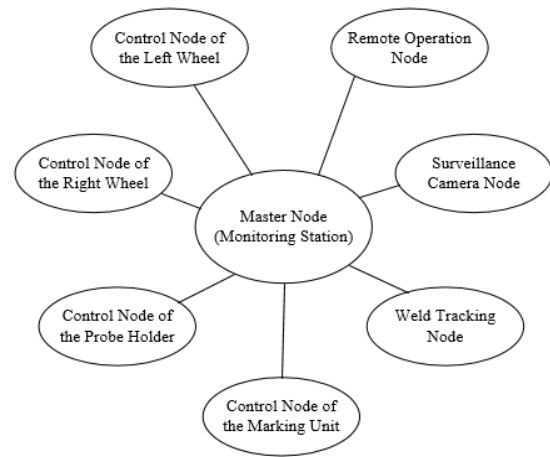 Control Node of
the Left Wheel
Remote Operation
Node
Control Node of
the Right Wheel
Surveillance
Camera Node
Master Node
(Monitoring Station)
Control Node of
the Probe Holder
Weld Tracking
Node
Control Node of
the Marking Unit